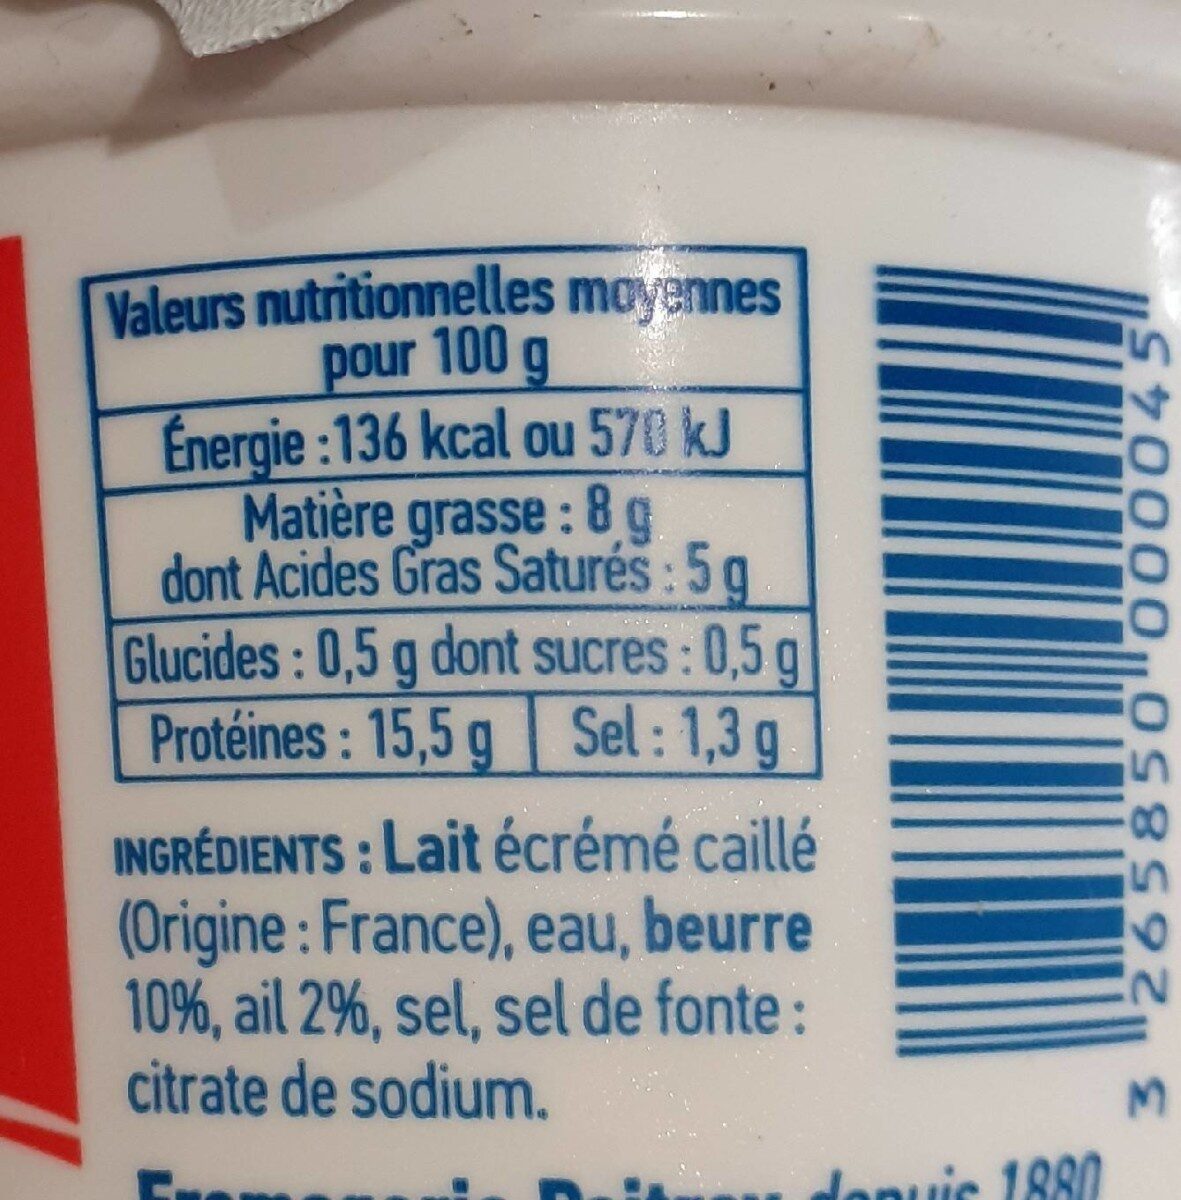 Valeurs nutritionnelles moyennes
pour 100 g
Énergie : 136 kcal ou 570 kJ
Matière grasse : 8 g
dont Acides Gras Saturés : 5 g
Glucides : 0,5 g dont sucres : 0,5 g
Protéines : 15,5 g
Sel : 1,3 g
INGRÉDIENTS : Lait écrémé caillé
(Origine : France), eau, beurre
10%, ail 2%, sel, sel de fonte :
citrate de sodium.
depuis 1880
3 265850 000045